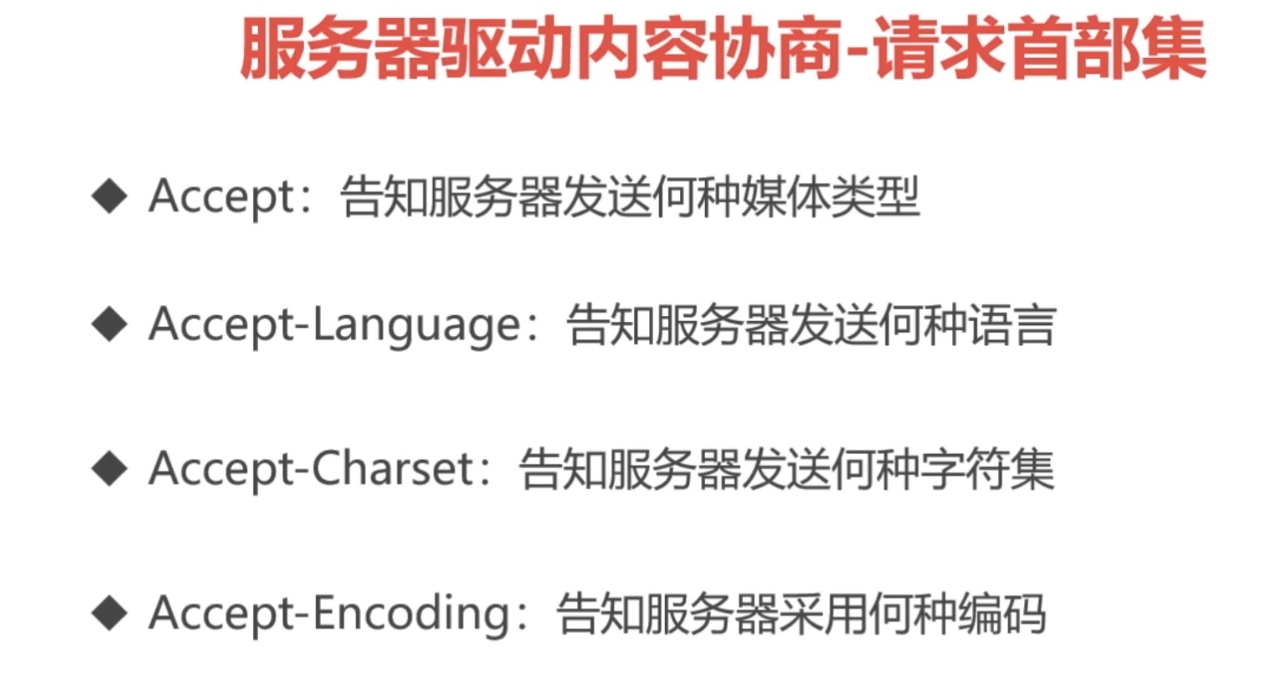 服务器驱动内容协商-请求首部集
◆ Accept：告知服务器发送何种媒体类型
◆ Accept-Language：告知服务器发送何种语言
◆ Accept-Charset：告知服务器发送何种字符集
◆ Accept-Encoding：告知服务器采用何种编码